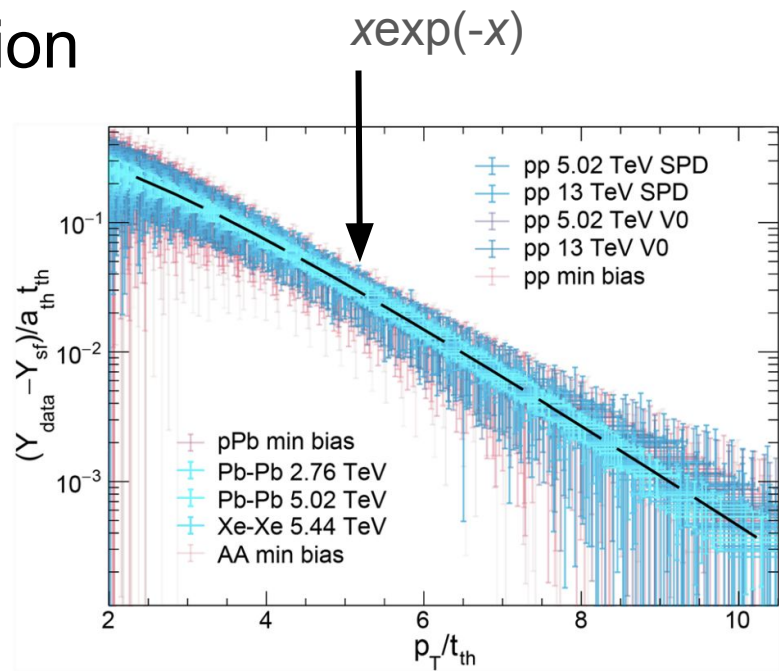 ion
xexp(-x)
pp 5.02 TeV SPD
pp 13 TeV SPD
pp 5.02 TeV V0
pp 13 TeV V0
pp min bias
10⁻¹
10⁻²
10⁻³
(Y_data −Y_sf)/a_th t_th
pPb min bias
Pb-Pb 2.76 TeV
Pb-Pb 5.02 TeV
Xe-Xe 5.44 TeV
AA min bias
2 4 6 8 10
p_T/t_th